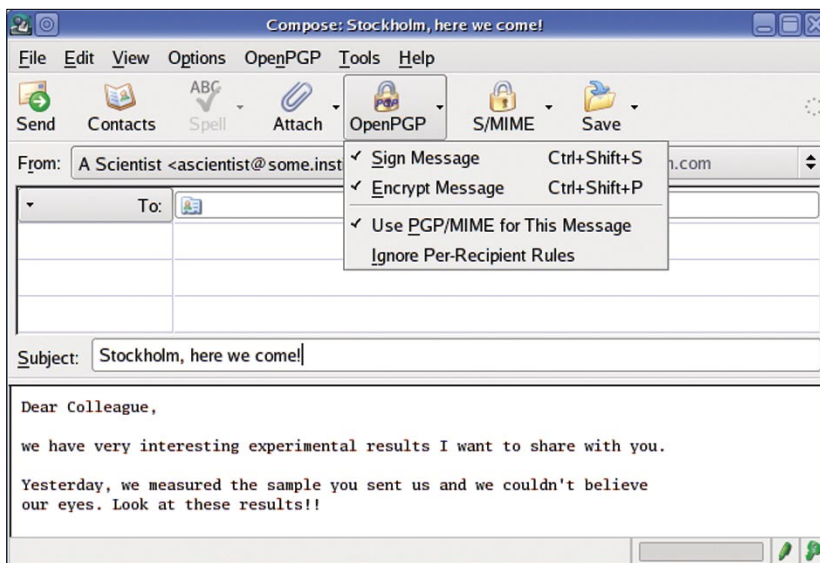 Compose: Stockholm, here we come!
File Edit View Options OpenPGP Tools Help
ABC
PGP
Send Contacts Spell Attach OpenPGP S/MIME Save
From: A Scientist <ascientist@some.inst
.com
Sign Message Ctrl+Shift+S
Encrypt Message Ctrl+Shift+P
To:
Use PGP/MIME for This Message
Ignore Per-Recipient Rules
Subject: Stockholm, here we come!
Dear Colleague,
we have very interesting experimental results I want to share with you.
Yesterday, we measured the sample you sent us and we couldn't believe
our eyes. Look at these results!!